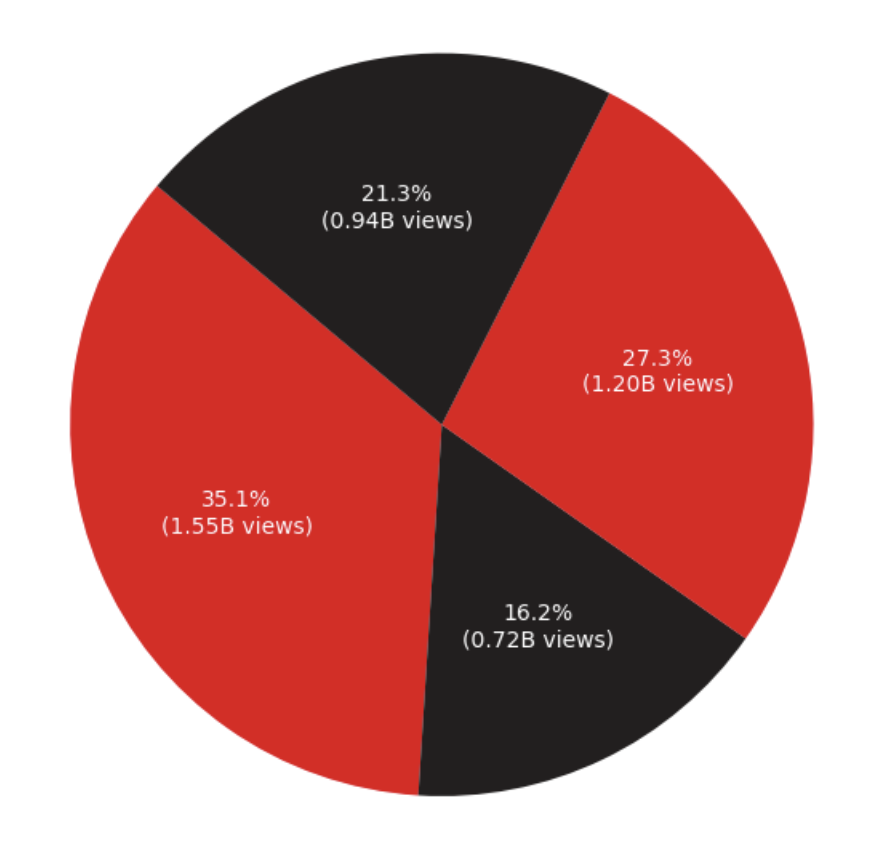 21.3%
(0.94B views)
27.3%
(1.20B views)
35.1%
(1.55B views)
16.2%
(0.72B views)